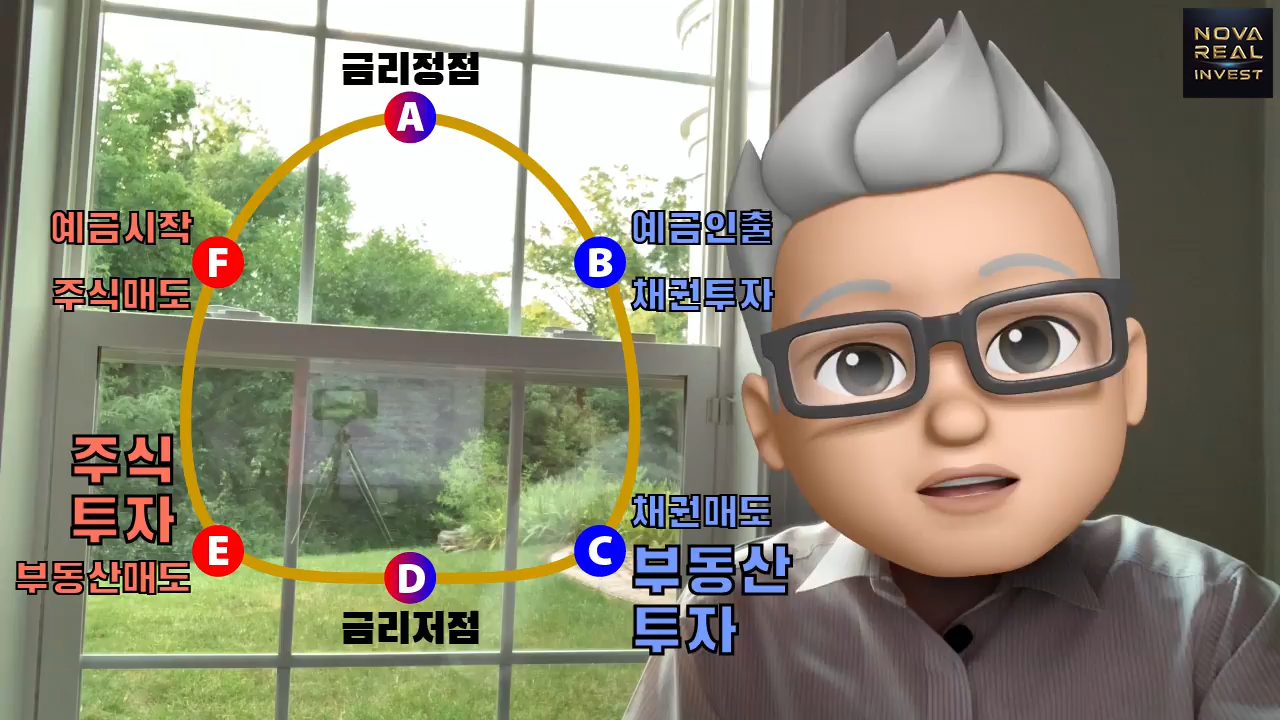 금리정점
A
예금시작
F
주식매도
예금인출
B
채권투자
주식
투자
E
부동산매도
채권매도
C
부동산
투자
D
금리저점
NOVA
REAL
INVEST